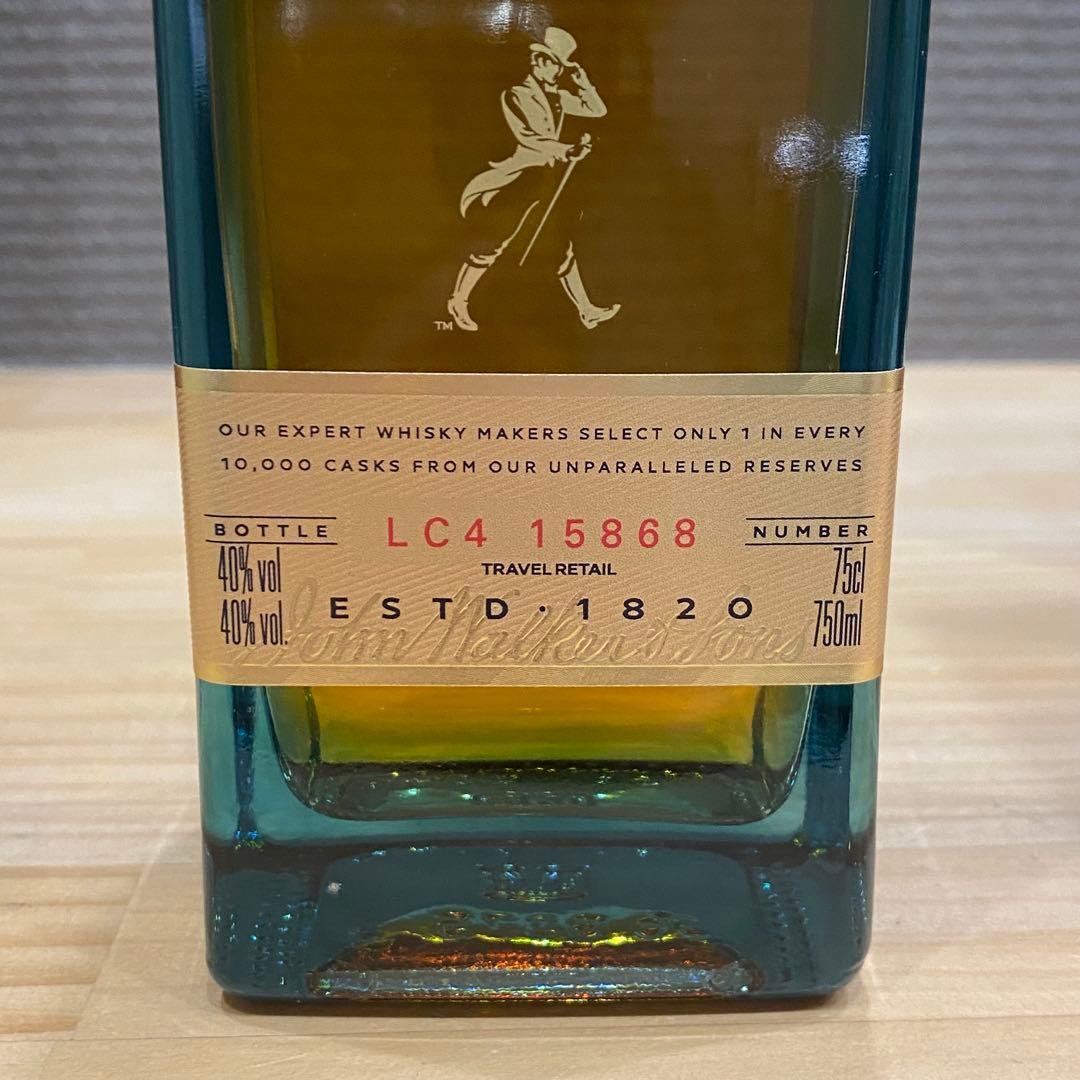 TM
OUR EXPERT WHISKY MAKERS SELECT ONLY 1 IN EVERY
10,000 CASKS FROM OUR UNPARALLELED RESERVES
BOTTLE LC4 15868 NUMBER
40% vol TRAVEL RETAIL 75cl
40% vol. ESTD·1820 750ml
John Walker & Sons